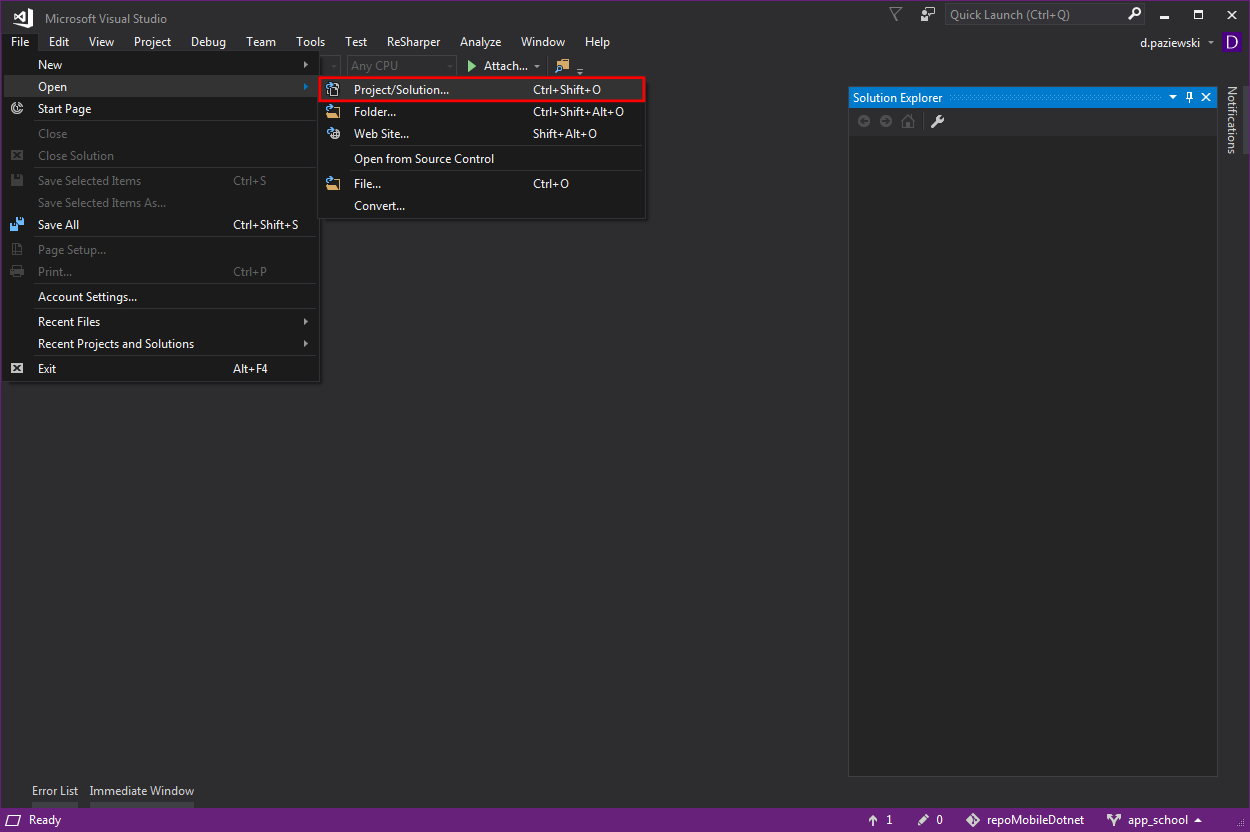 Microsoft Visual Studio
Quick Launch (Ctrl+Q)
File Edit View Project Debug Team Tools Test ReSharper Analyze Window Help
d.paziewski D
Any CPU Attach...
New
Open
Start Page
Close
Close Solution
Save Selected Items Ctrl+S
Save Selected Items As...
Save All Ctrl+Shift+S
Page Setup...
Print... Ctrl+P
Account Settings...
Recent Files
Recent Projects and Solutions
Exit Alt+F4
Project/Solution... Ctrl+Shift+O
Folder... Ctrl+Shift+Alt+O
Web Site... Shift+Alt+O
Open from Source Control
File... Ctrl+O
Convert...
Solution Explorer
Notifications
Error List Immediate Window
Ready 1 0 repoMobileDotnet app_school